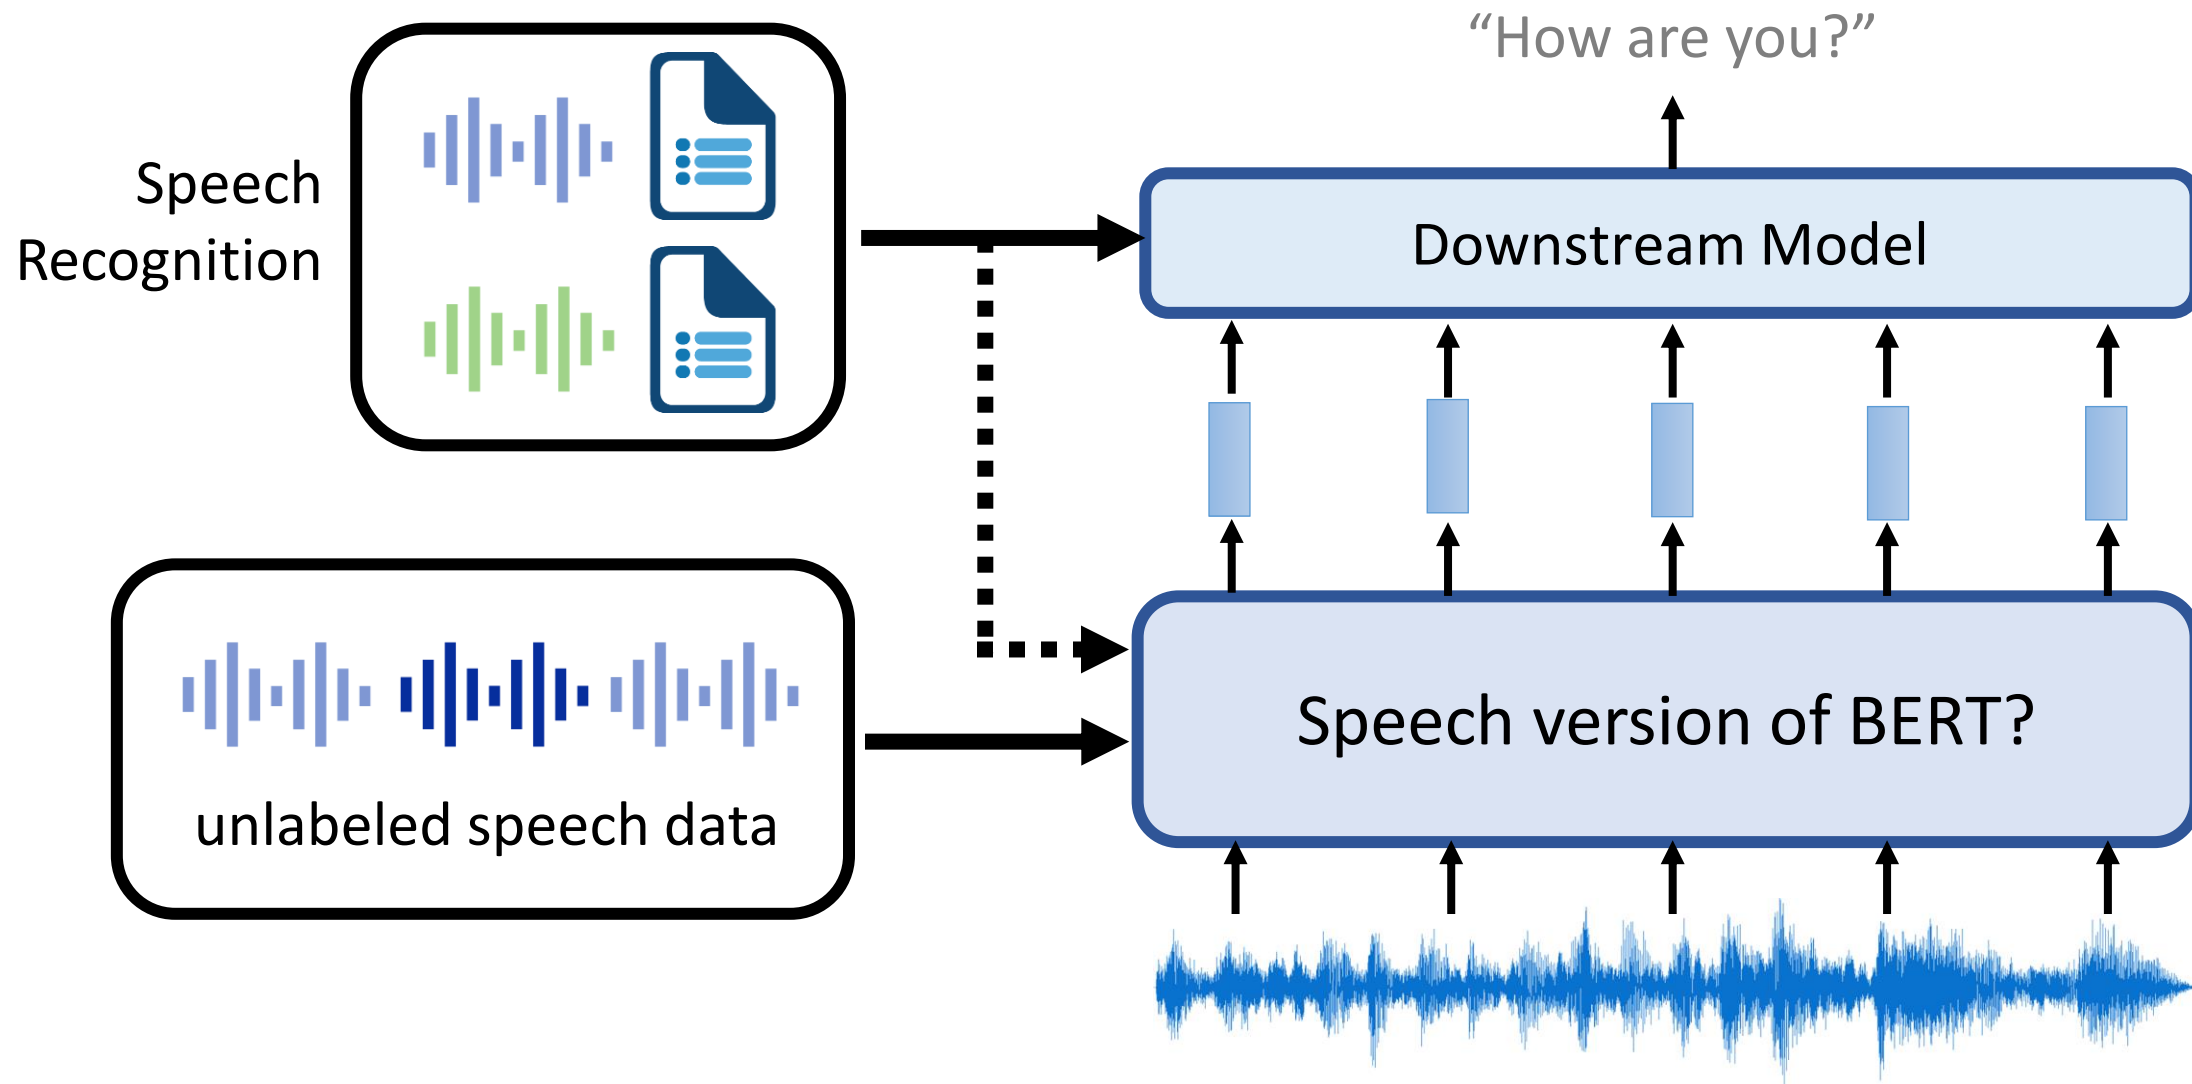 “How are you?”
Speech
Recognition
Downstream Model
Speech version of BERT?
unlabeled speech data